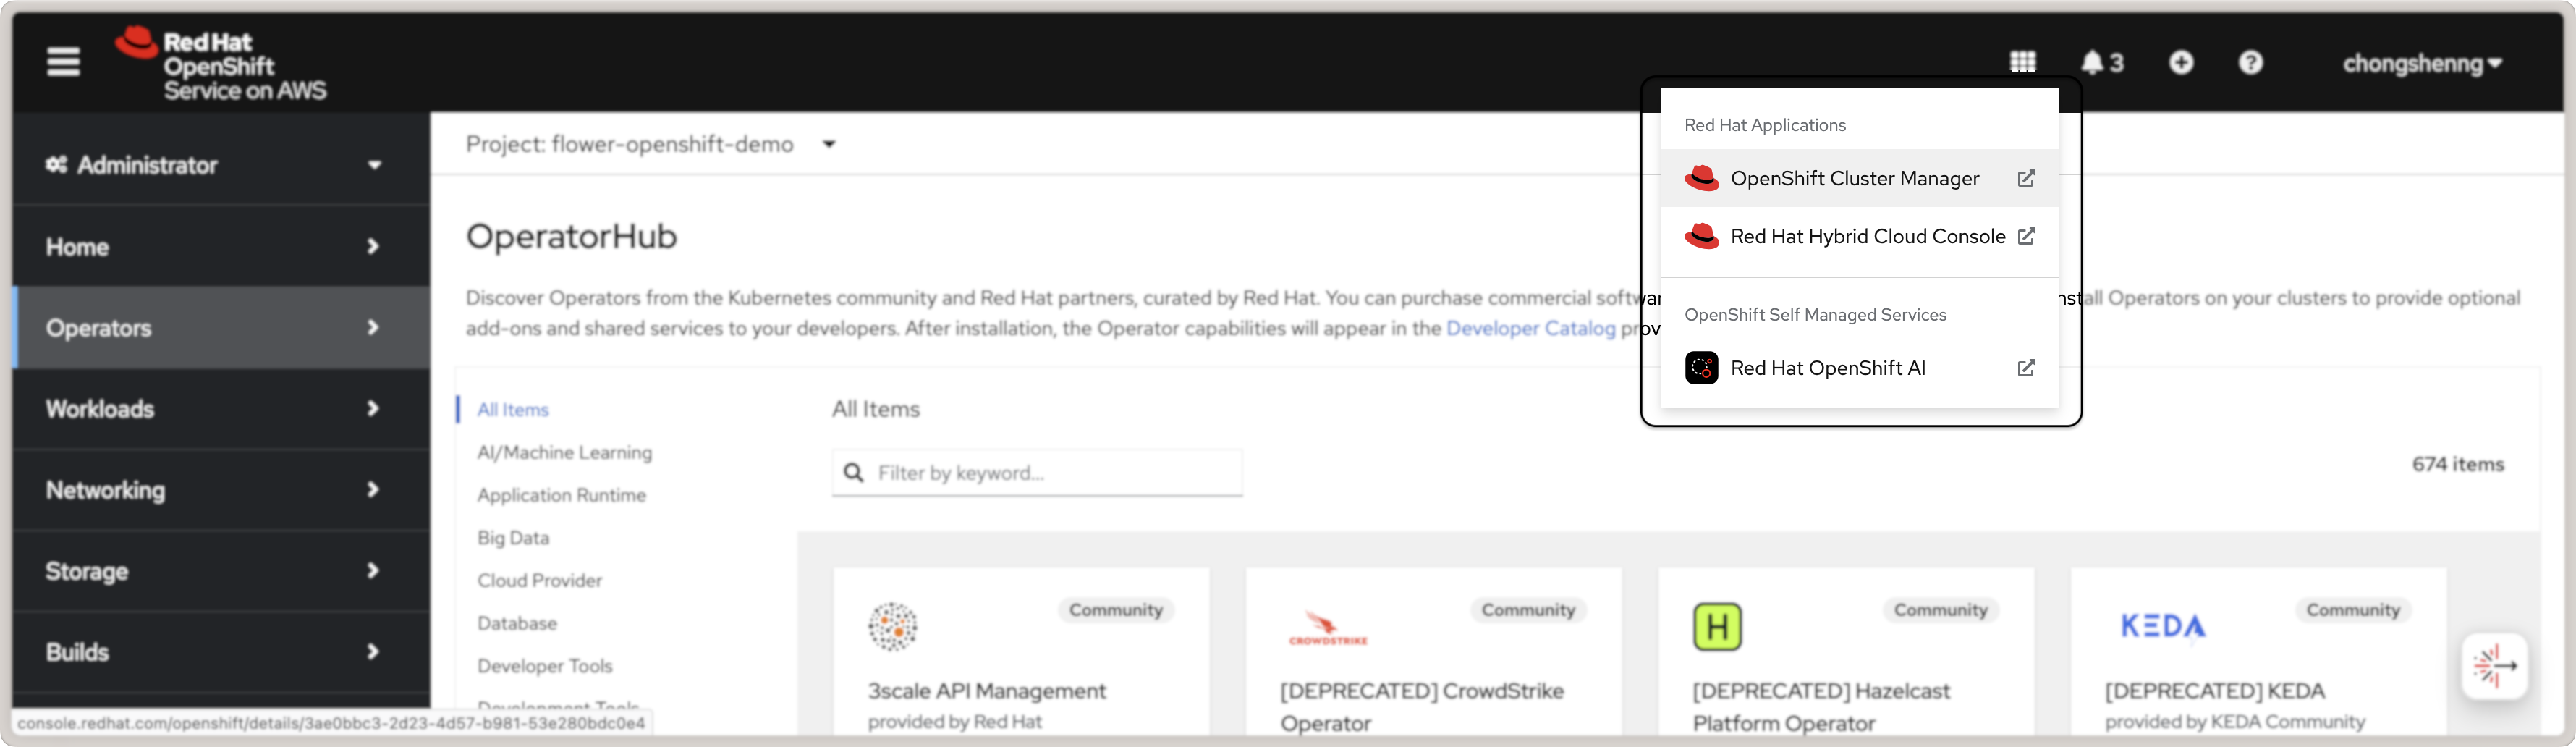 Red Hat
OpenShift
Service on AWS
3
chongshenng
Administrator
Home
Operators
Workloads
Networking
Storage
Builds
console.redhat.com/openshift/details/3ae0bbc3-2d23-4d57-b981-53e280bdc0e4
Project: flower-openshift-demo
OperatorHub
Discover Operators from the Kubernetes community and Red Hat partners, curated by Red Hat. You can purchase commercial softwar nstall Operators on your clusters to provide optional
add-ons and shared services to your developers. After installation, the Operator capabilities will appear in the Developer Catalog prov
Red Hat Applications
OpenShift Cluster Manager
Red Hat Hybrid Cloud Console
OpenShift Self Managed Services
Red Hat OpenShift AI
All Items
AI/Machine Learning
Application Runtime
Big Data
Cloud Provider
Database
Developer Tools
Development Tools
All Items
Filter by keyword...
674 items
Community
3scale API Management
provided by Red Hat
CROWDSTRIKE
Community
[DEPRECATED] CrowdStrike
Operator
H
Community
[DEPRECATED] Hazelcast
Platform Operator
KEDA
Community
[DEPRECATED] KEDA
provided by KEDA Community